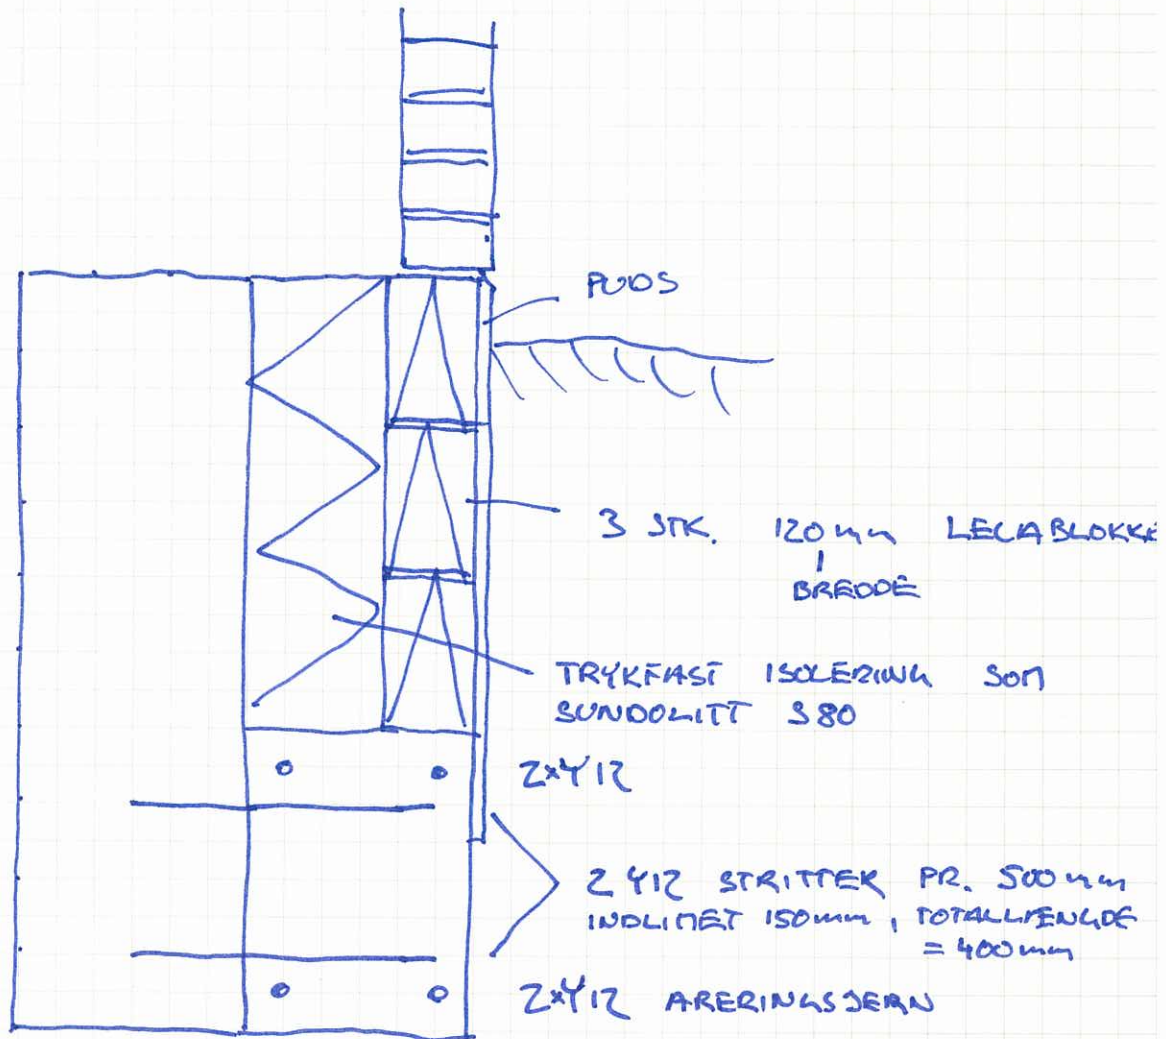 PUDS
3 STK. 120mm LECABLOKKE
BREDDE
TRYKFAST ISOLERING SOM
SUNDOLITT S80
2xY12
2 Y12 STRITTER PR. 500mm
INDLIMET 150mm, TOTALLÆNGDE
= 400mm
2xY12 ARERINGSJERN